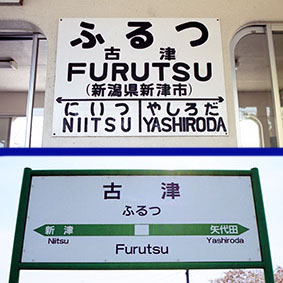 ふるつ
古津
FURUTSU
(新潟県新津市)
にいつ やしろだ
NIITSU YASHIRODA
古津
ふるつ
新津 矢代田
Niitsu Yashiroda
Furutsu